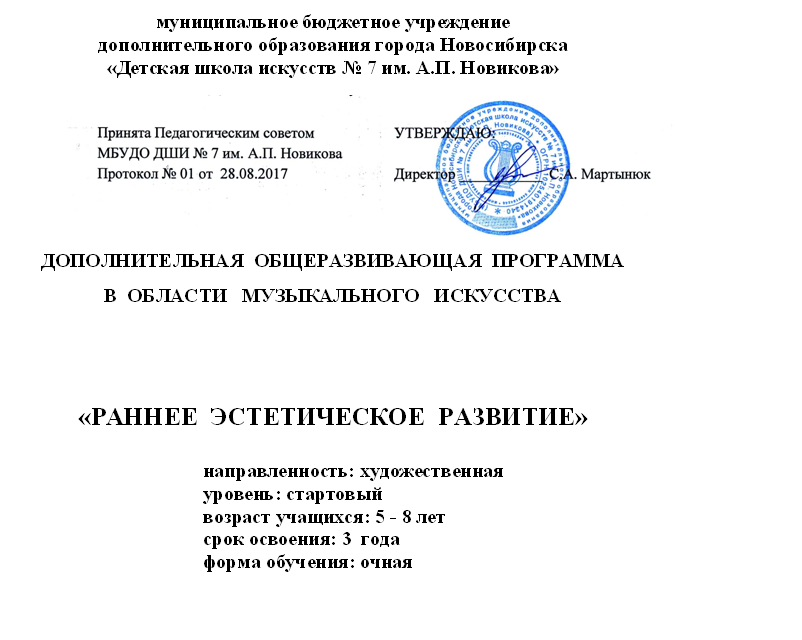 муниципальное бюджетное учреждение
дополнительного образования города Новосибирска
«Детская школа искусств № 7 им. А.П. Новикова»
Принята Педагогическим советом
МБУДО ДШИ № 7 им. А.П. Новикова
Протокол № 01 от 28.08.2017
УТВЕРЖДАЮ:
Директор С.А. Мартынюк
ДОПОЛНИТЕЛЬНАЯ ОБЩЕРАЗВИВАЮЩАЯ ПРОГРАММА
В ОБЛАСТИ МУЗЫКАЛЬНОГО ИСКУССТВА
«РАННЕЕ ЭСТЕТИЧЕСКОЕ РАЗВИТИЕ»
направленность: художественная
уровень: стартовый
возраст учащихся: 5 - 8 лет
срок освоения: 3 года
форма обучения: очная